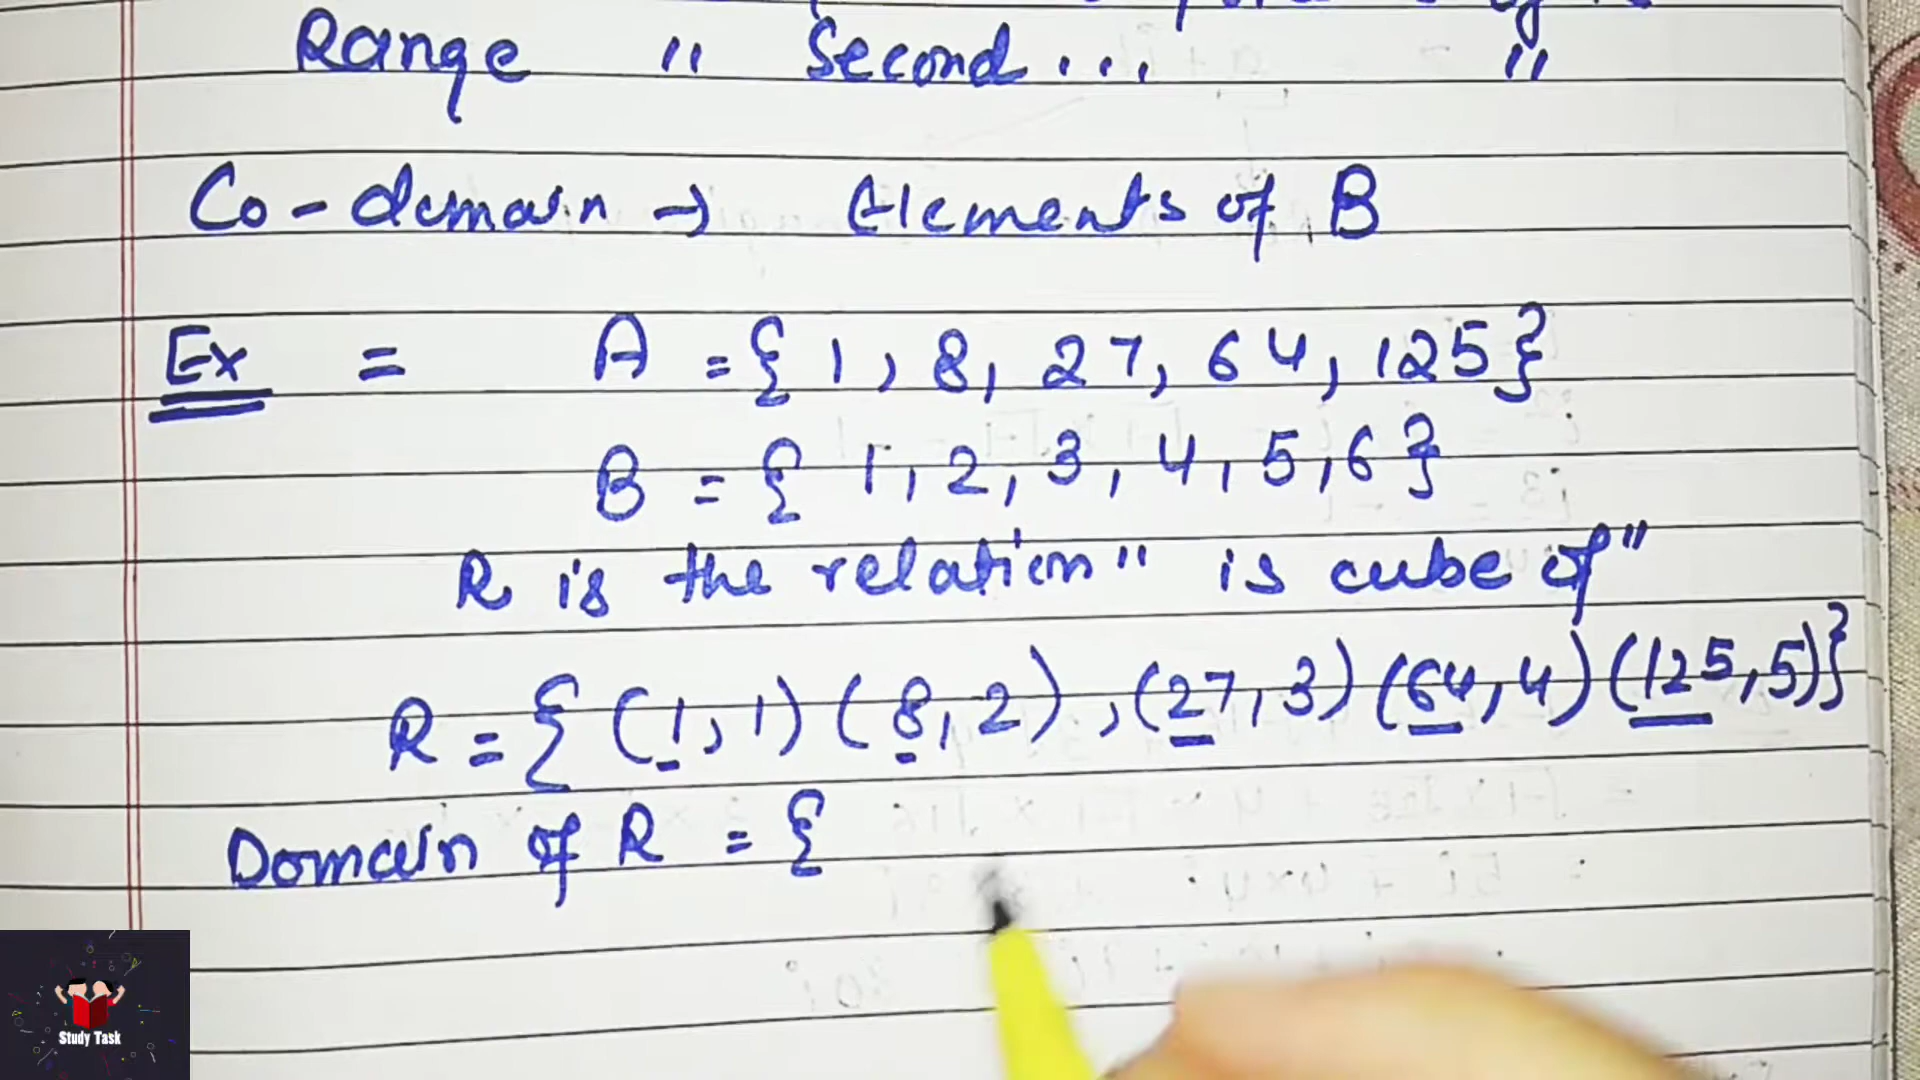 Range " Second... "
Co-domain → Elements of B
Ex = A = { 1, 8, 27, 64, 125 }
B = { 1, 2, 3, 4, 5, 6 }
R is the relation " is cube of "
R = { (1, 1) (8, 2), (27, 3) (64, 4) (125, 5) }
Domain of R = {
Study Task